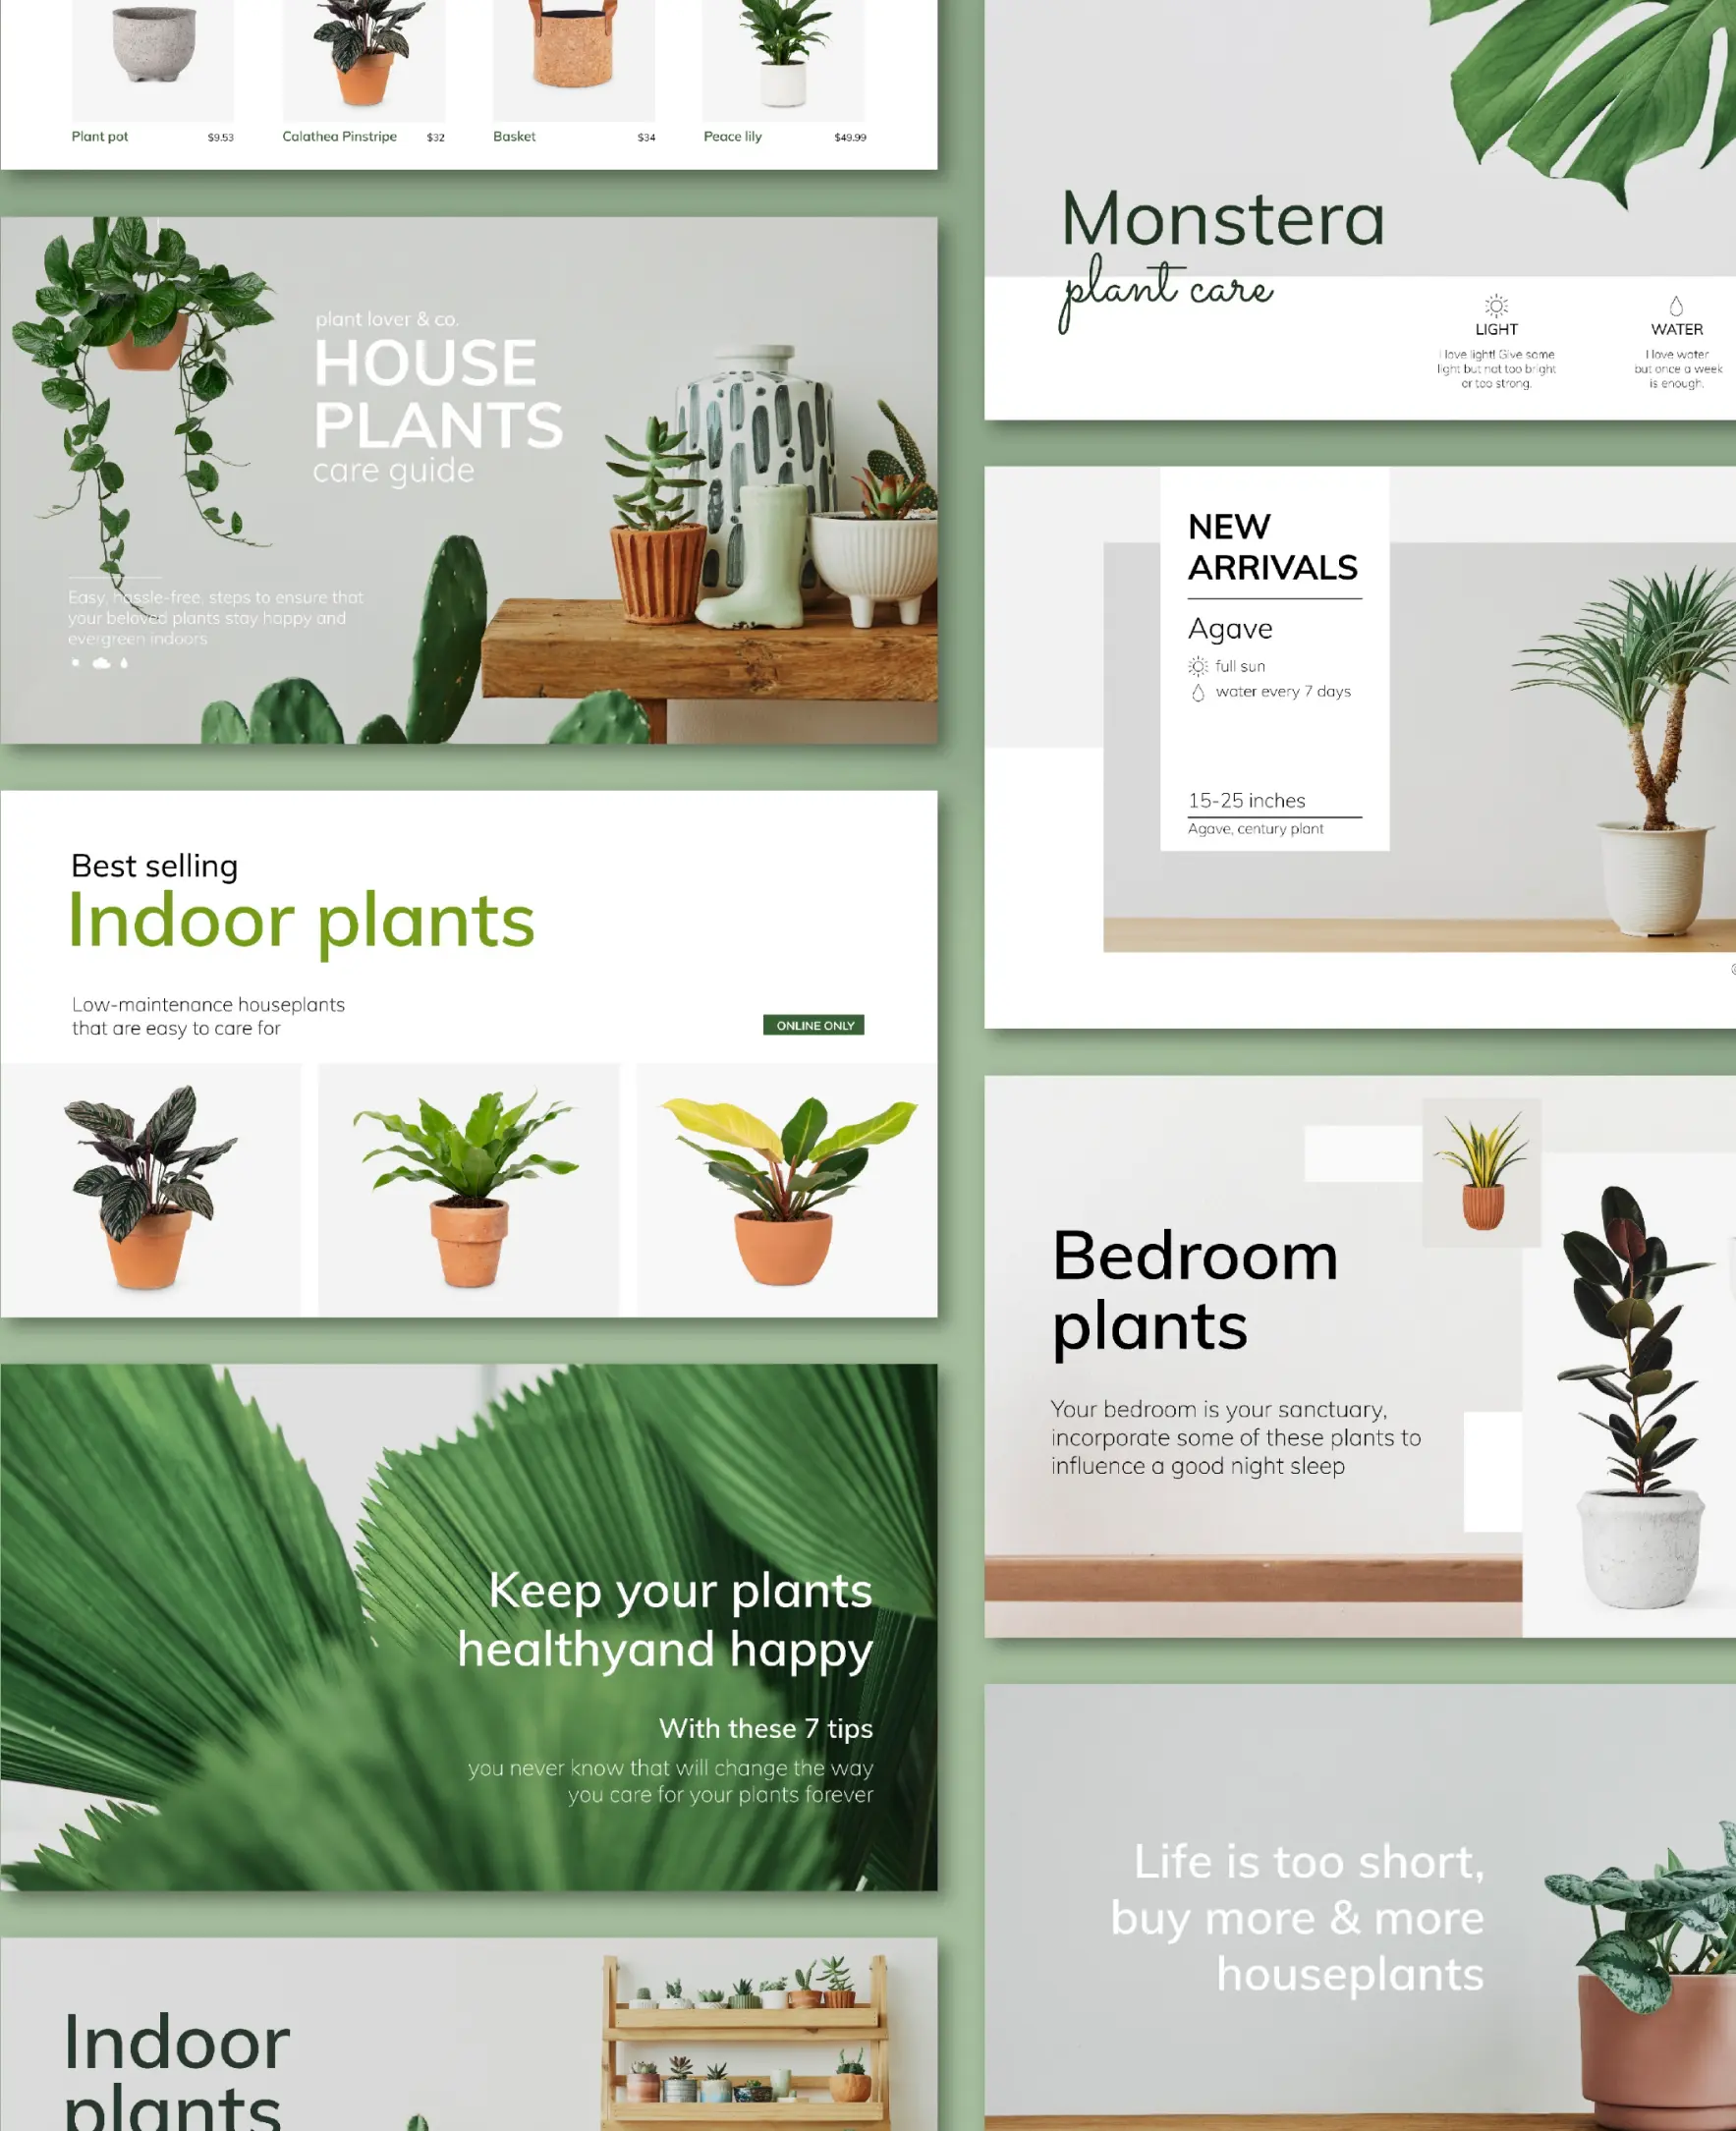 Plant pot $9.53
Calathea Pinstripe $32
Basket $34
Peace lily $49.99
plant lover & co.
HOUSE
PLANTS
care guide
Easy, hassle-free, steps to ensure that
your beloved plants stay happy and
evergreen indoors
Best selling
Indoor plants
Low-maintenance houseplants
that are easy to care for
ONLINE ONLY
Keep your plants
healthyand happy
With these 7 tips
you never know that will change the way
you care for your plants forever
Indoor
plants
Monstera
plant care
LIGHT
I love light! Give some
light but not too bright
or too strong.
WATER
I love water
but once a week
is enough.
NEW
ARRIVALS
Agave
full sun
water every 7 days
15-25 inches
Agave, century plant
Bedroom
plants
Your bedroom is your sanctuary,
incorporate some of these plants to
influence a good night sleep
Life is too short,
buy more & more
houseplants